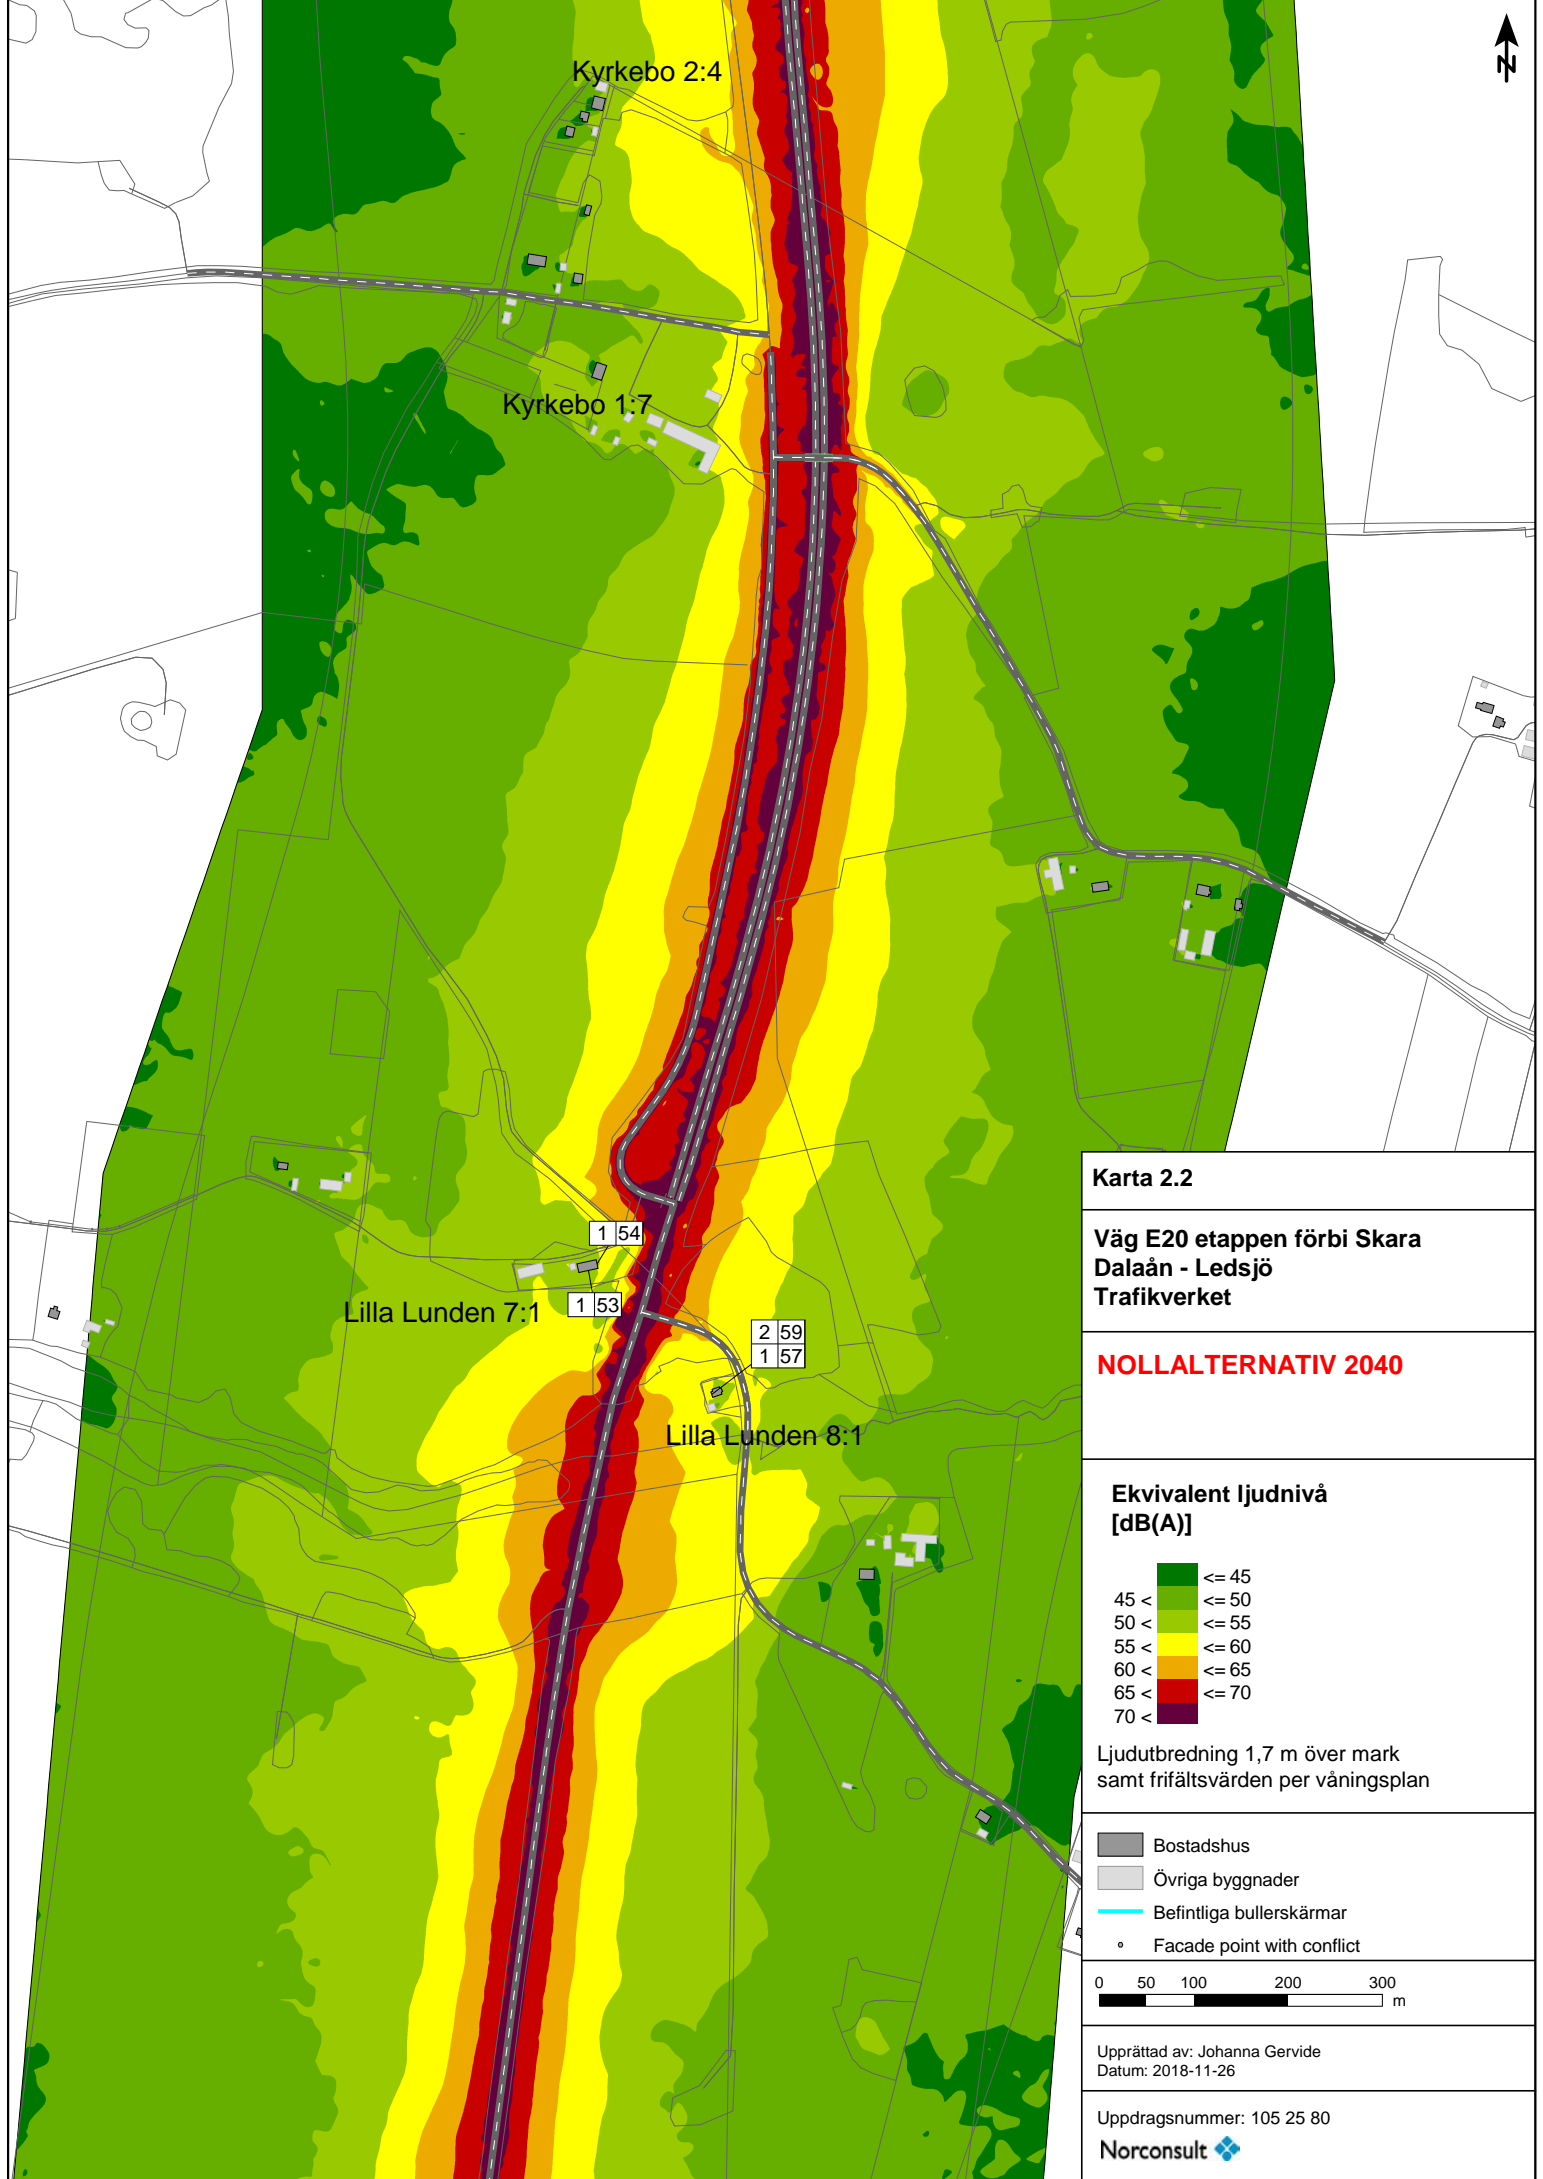 N
Kyrkebo 2:4
Kyrkebo 1:7
1 54
Lilla Lunden 7:1
1 53
2 59
1 57
Lilla Lunden 8:1
Karta 2.2
Väg E20 etappen förbi Skara
Dalaån - Ledsjö
Trafikverket
NOLLALTERNATIV 2040
Ekvivalent ljudnivå
[dB(A)]
<= 45
45 < <= 50
50 < <= 55
55 < <= 60
60 < <= 65
65 < <= 70
70 <
Ljudutbredning 1,7 m över mark
samt frifältsvärden per våningsplan
Bostadshus
Övriga byggnader
Befintliga bullerskärmar
Facade point with conflict
0 50 100 200 300
m
Upprättad av: Johanna Gervide
Datum: 2018-11-26
Uppdragsnummer: 105 25 80
Norconsult